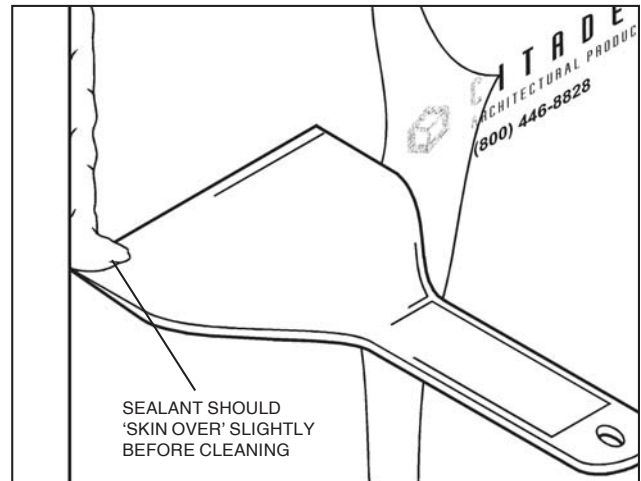 CITADE
ARCHITECTURAL PRODUC
(800) 446-8828
SEALANT SHOULD
‘SKIN OVER’ SLIGHTLY
BEFORE CLEANING